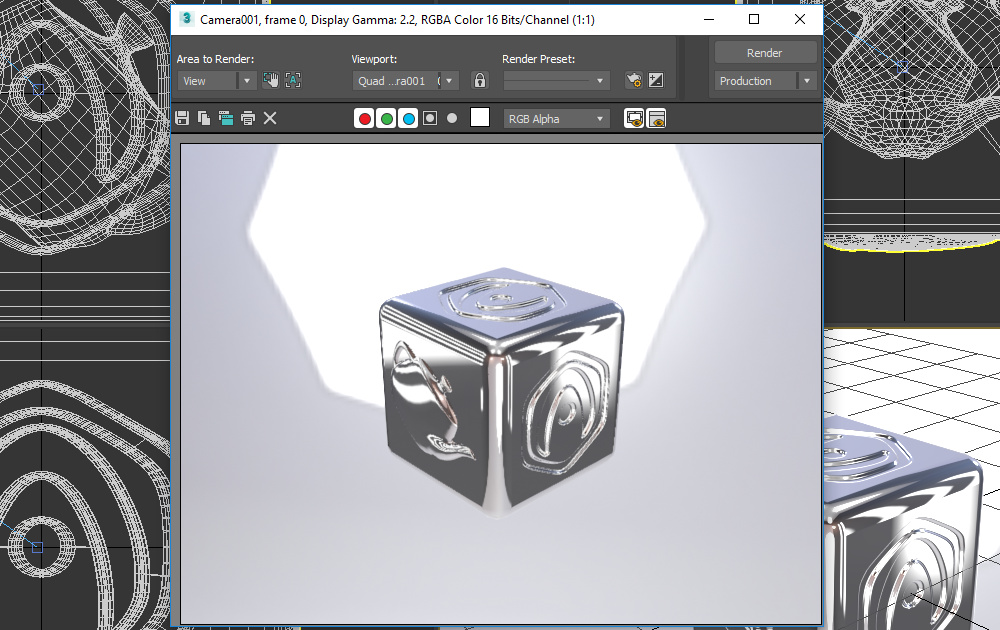 3 Camera001, frame 0, Display Gamma: 2.2, RGBA Color 16 Bits/Channel (1:1)
Area to Render: Viewport: Render Preset: Render
View Quad ...ra001 Production
RGB Alpha